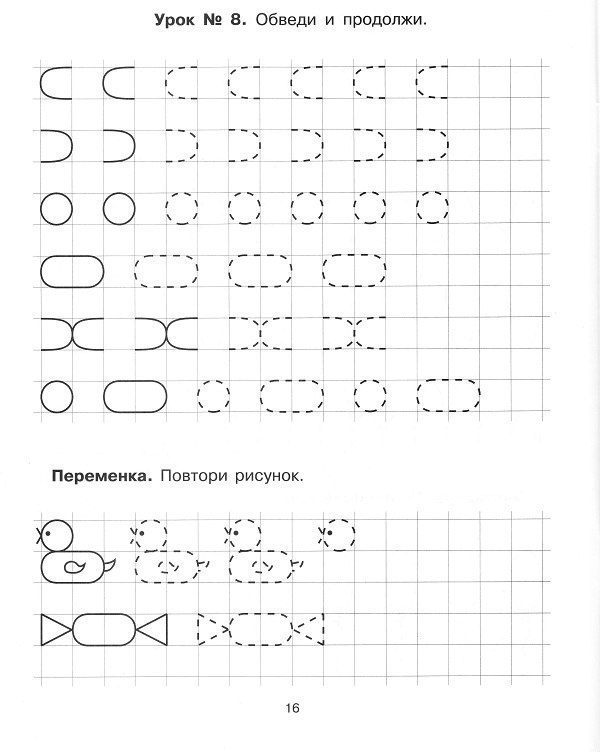 Урок № 8. Обведи и продолжи.
Переменка. Повтори рисунок.
16